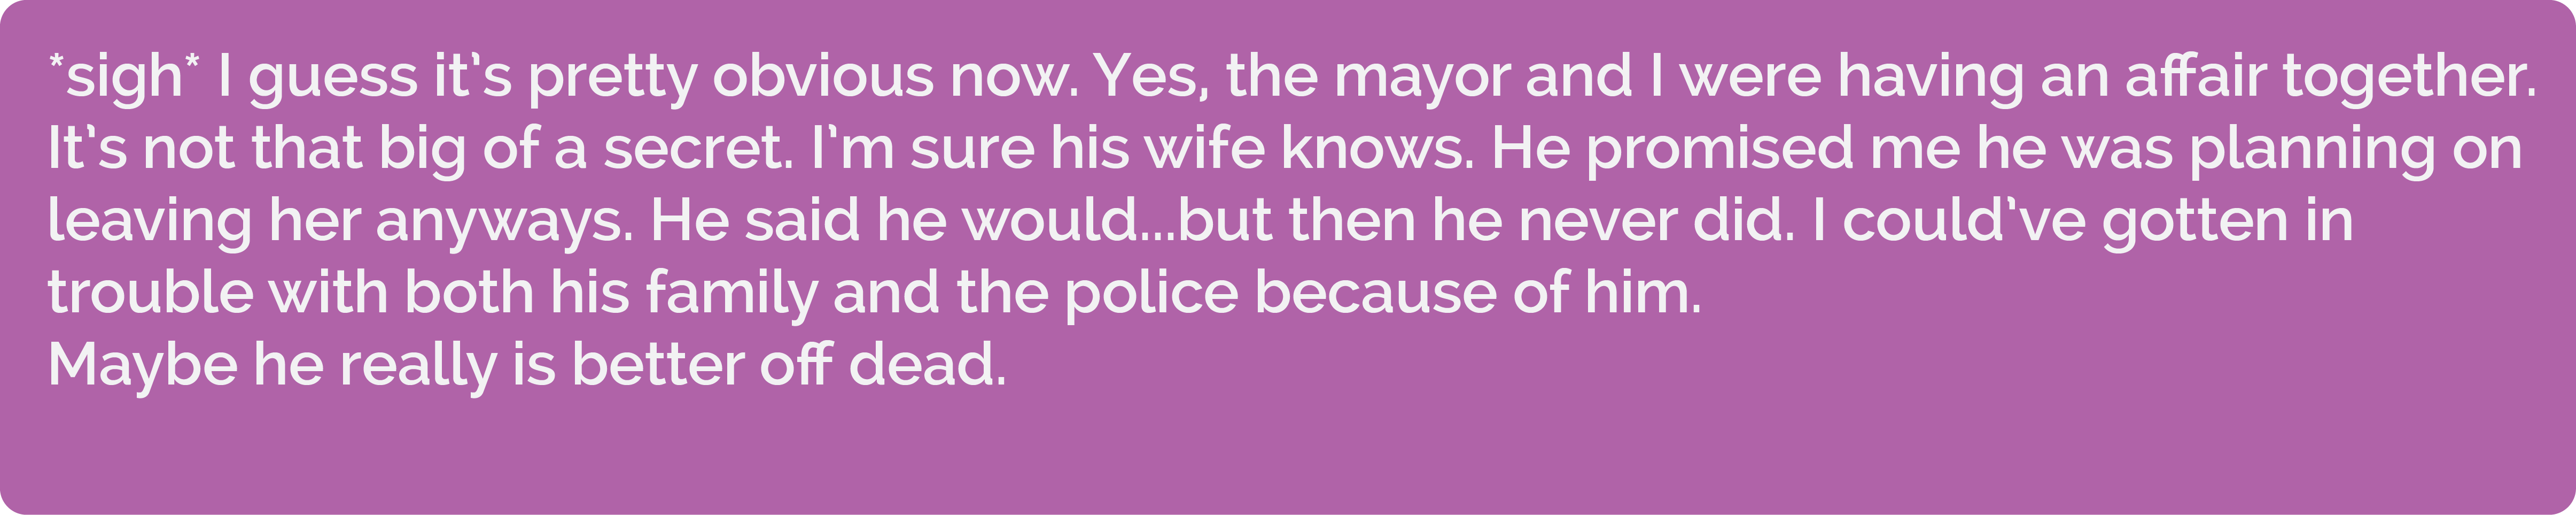 *sigh* I guess it's pretty obvious now. Yes, the mayor and I were having an affair together.
It's not that big of a secret. I'm sure his wife knows. He promised me he was planning on
leaving her anyways. He said he would...but then he never did. I could've gotten in
trouble with both his family and the police because of him.
Maybe he really is better off dead.